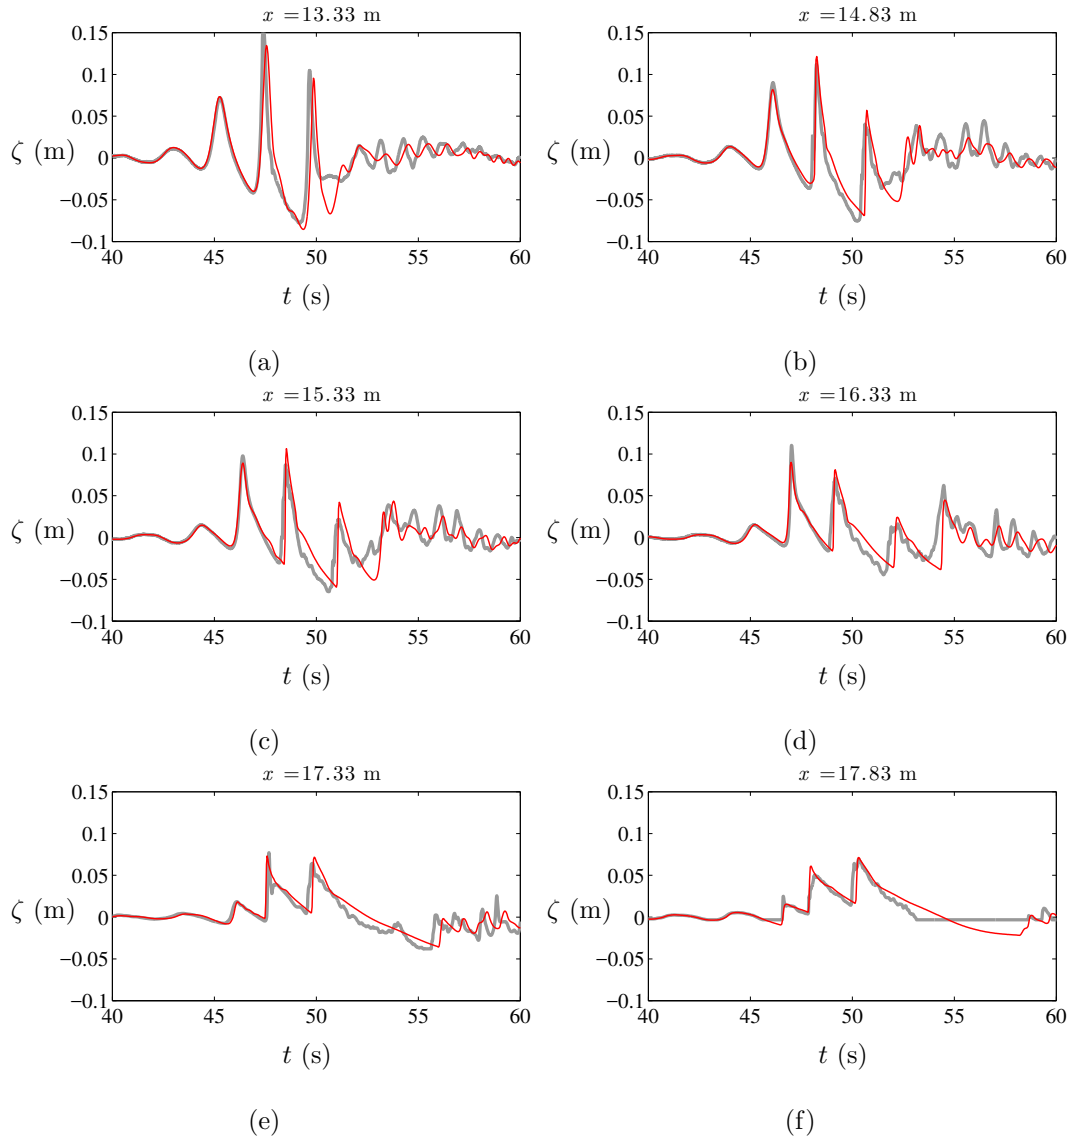 x =13.33 m
0.15
0.1
0.05
0
−0.05
−0.1
ζ (m)
40 45 50 55 60
t (s)
(a)
x =14.83 m
0.15
0.1
0.05
0
−0.05
−0.1
ζ (m)
40 45 50 55 60
t (s)
(b)
x =15.33 m
0.15
0.1
0.05
0
−0.05
−0.1
ζ (m)
40 45 50 55 60
t (s)
(c)
x =16.33 m
0.15
0.1
0.05
0
−0.05
−0.1
ζ (m)
40 45 50 55 60
t (s)
(d)
x =17.33 m
0.15
0.1
0.05
0
−0.05
−0.1
ζ (m)
40 45 50 55 60
t (s)
(e)
x =17.83 m
0.15
0.1
0.05
0
−0.05
−0.1
ζ (m)
40 45 50 55 60
t (s)
(f)